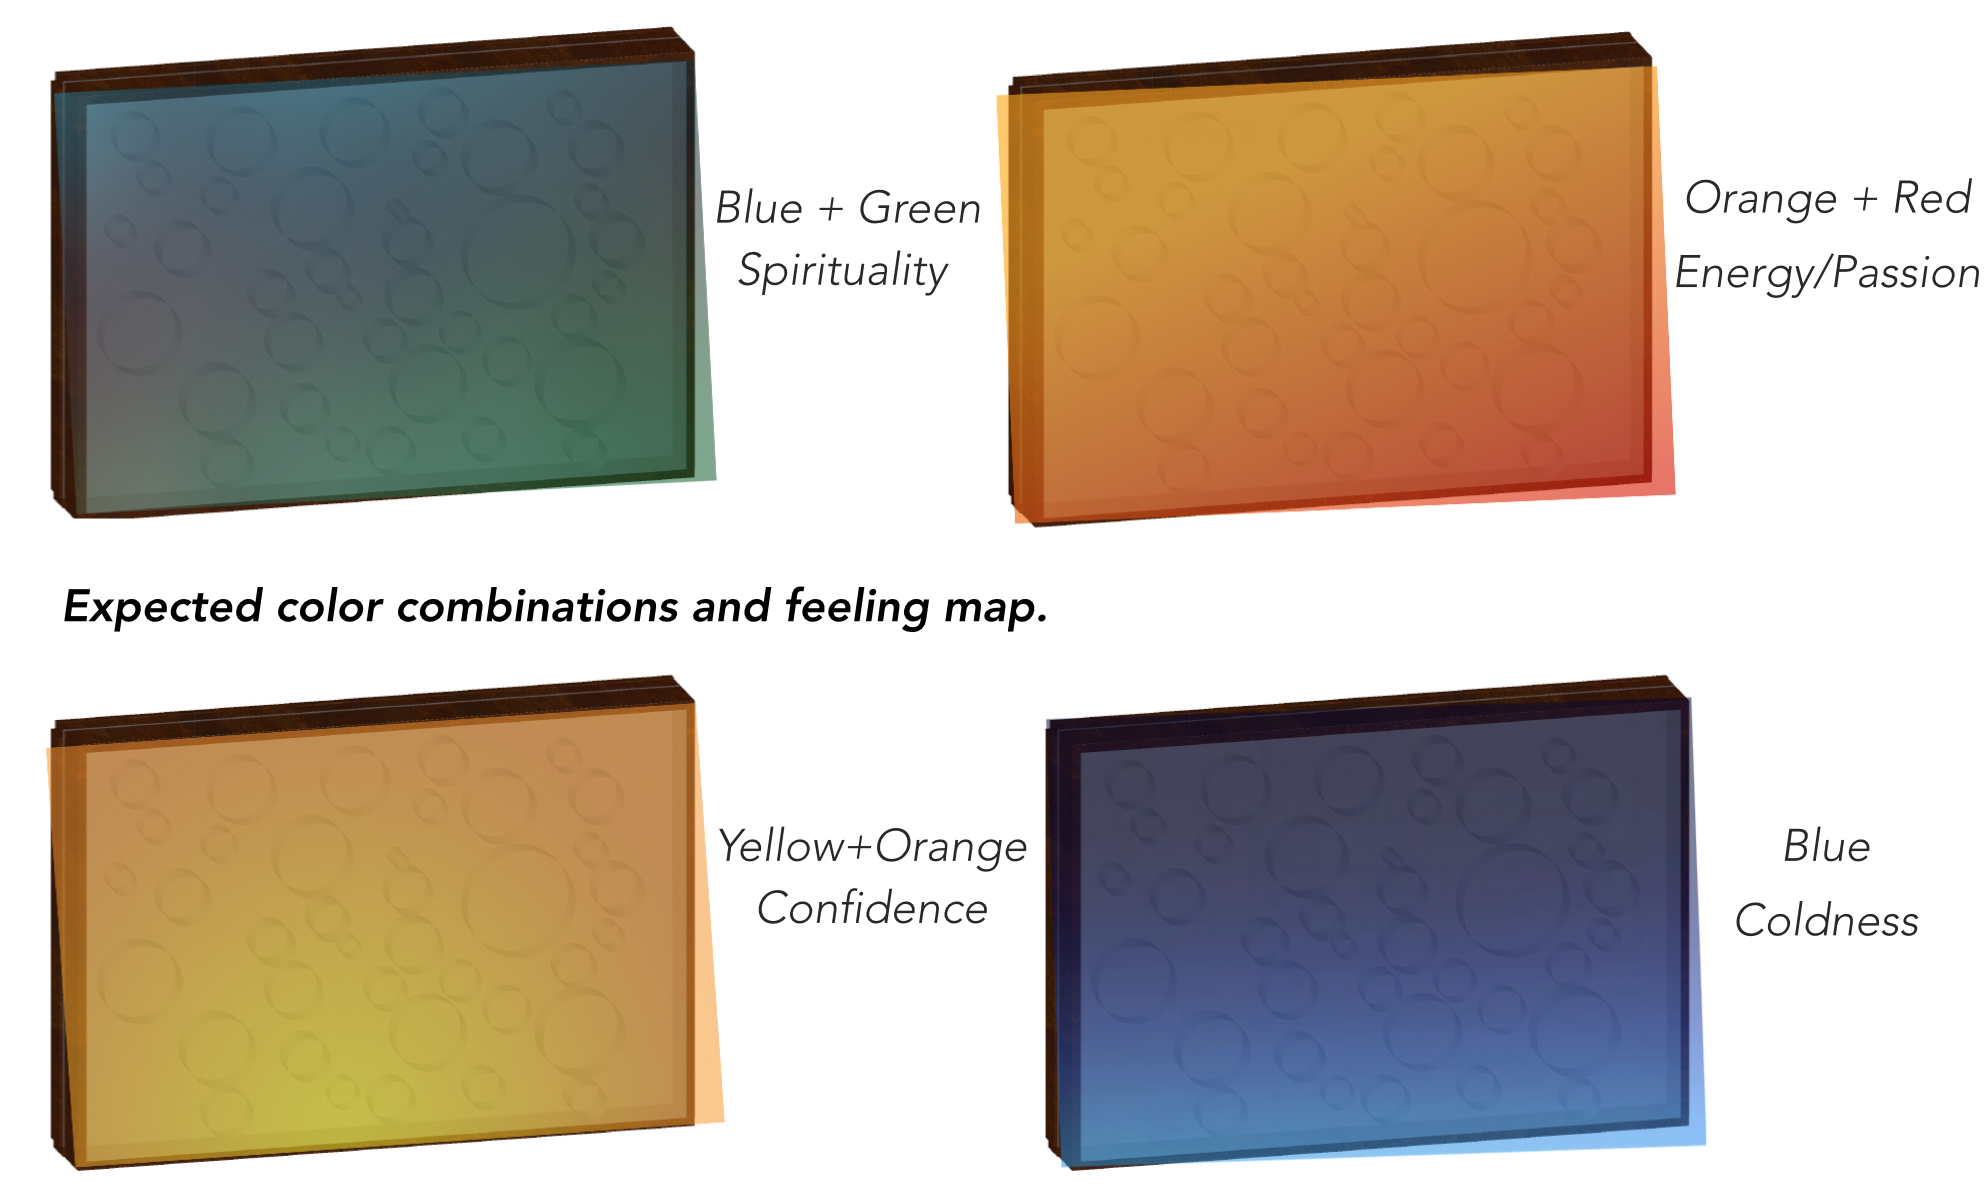 Blue + Green
Spirituality
Orange + Red
Energy/Passion
Expected color combinations and feeling map.
Yellow+Orange
Confidence
Blue
Coldness